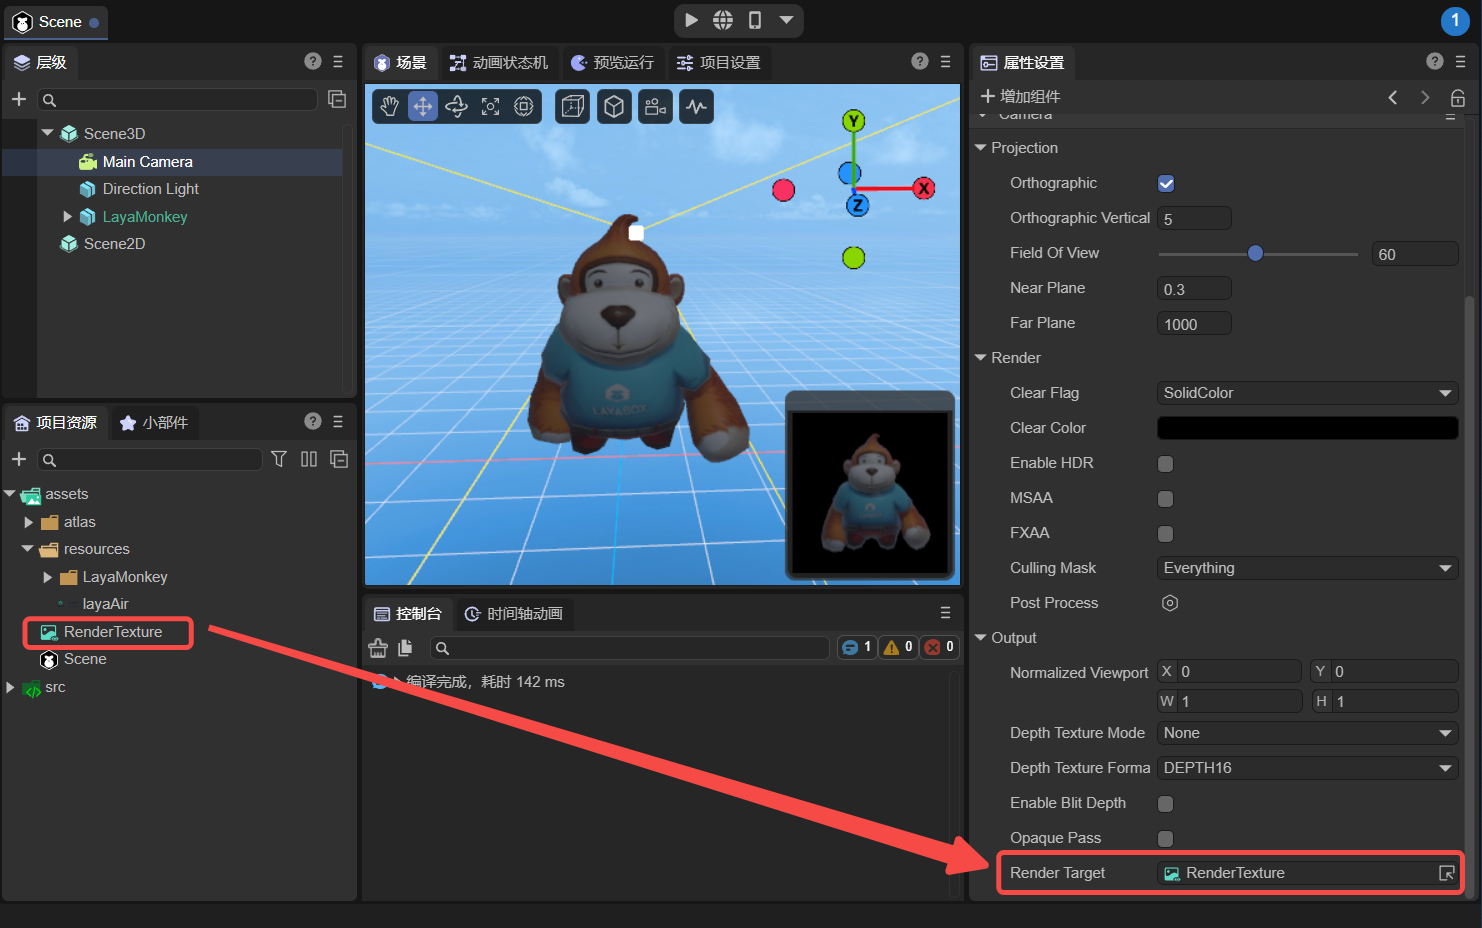 Scene
1
层级
Scene3D
Main Camera
Direction Light
LayaMonkey
Scene2D
项目资源
小部件
assets
atlas
resources
LayaMonkey
layaAir
RenderTexture
Scene
src
场景
动画状态机
预览运行
项目设置
Y
X
Z
LAYABOX
控制台
时间轴动画
1
0
0
编译完成，耗时 142 ms
属性设置
增加组件
Camera
Projection
Orthographic
Orthographic Vertical 5
Field Of View 60
Near Plane 0.3
Far Plane 1000
Render
Clear Flag SolidColor
Clear Color
Enable HDR
MSAA
FXAA
Culling Mask Everything
Post Process
Output
Normalized Viewport X 0 Y 0
W 1 H 1
Depth Texture Mode None
Depth Texture Forma DEPTH16
Enable Blit Depth
Opaque Pass
Render Target RenderTexture